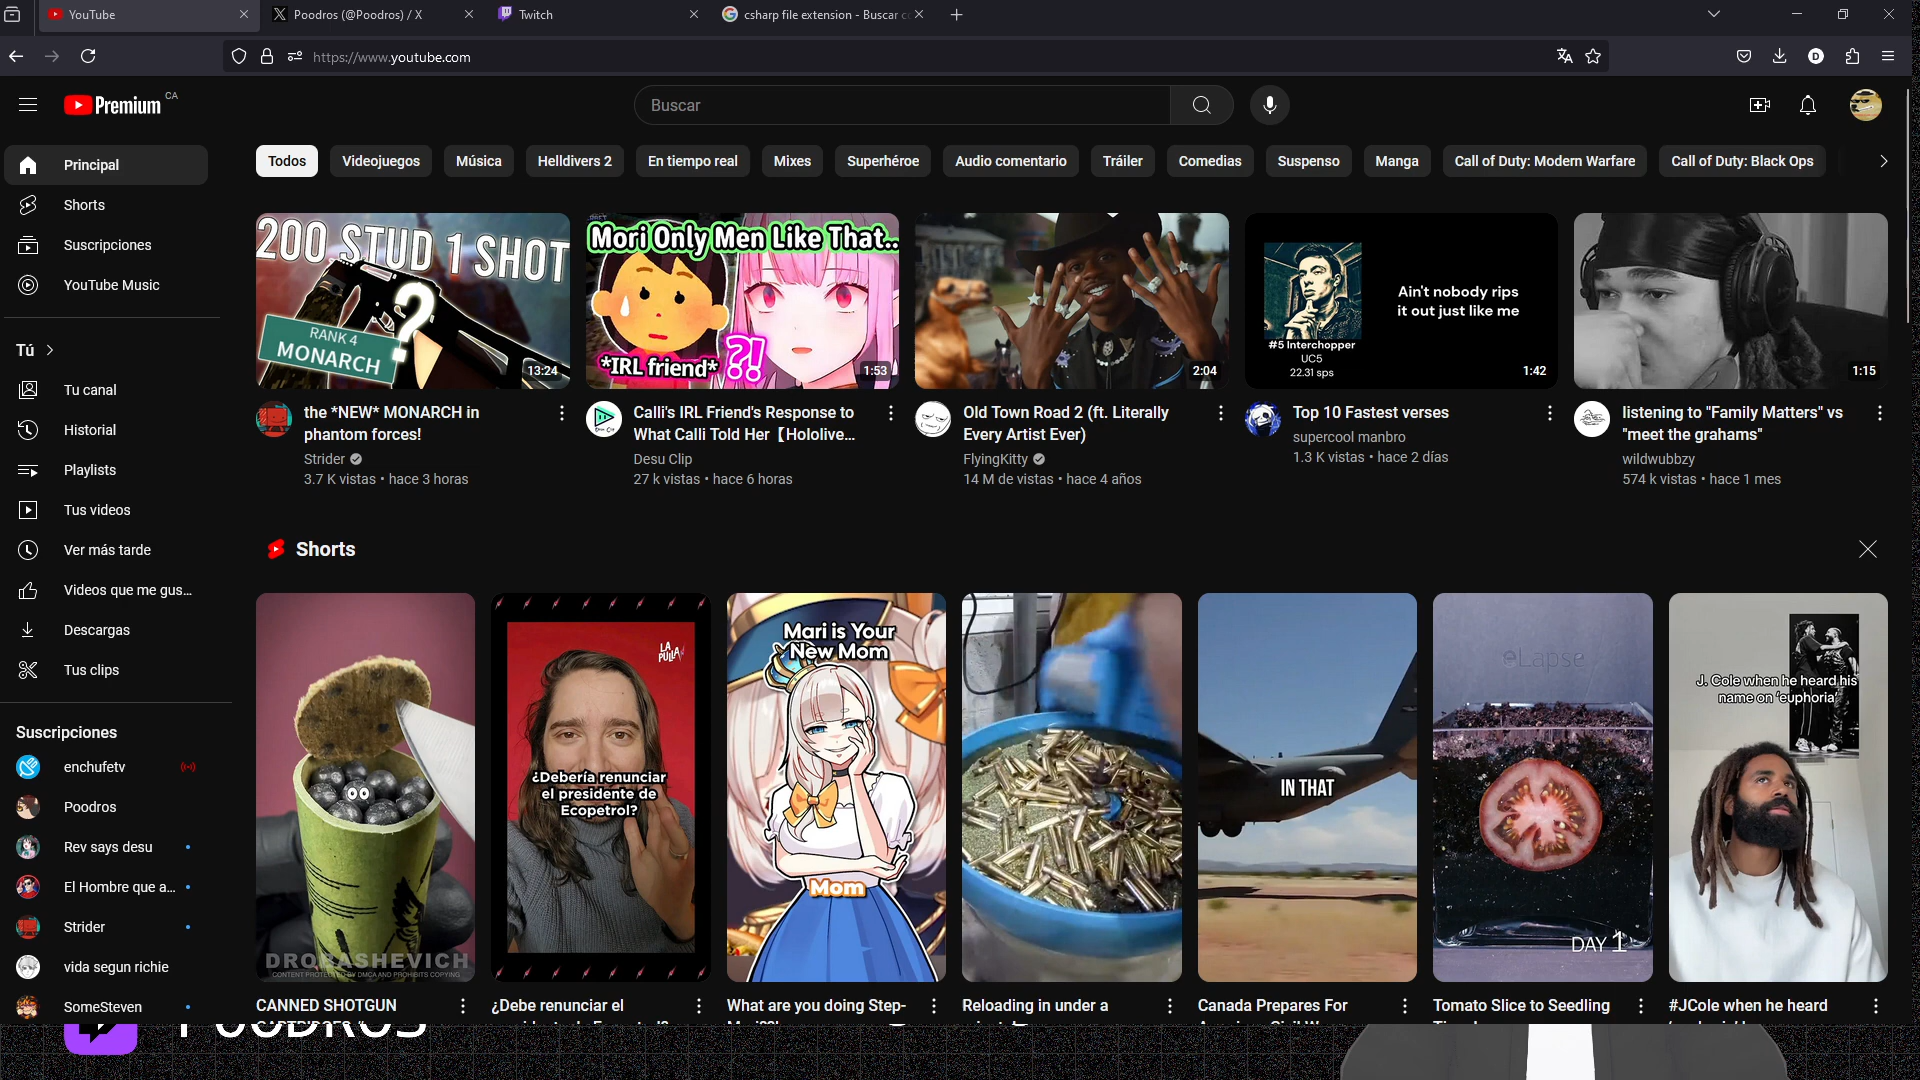 YouTube
Poodros (@Poodros) / X
Twitch
csharp file extension - Buscar c
https://www.youtube.com
Premium
CA
Buscar
Principal
Shorts
Suscripciones
YouTube Music
Tú
Tu canal
Historial
Playlists
Tus videos
Ver más tarde
Videos que me gus...
Descargas
Tus clips
Suscripciones
enchufetv
Poodros
Rev says desu
El Hombre que a...
Strider
vida segun richie
SomeSteven
Todos
Videojuegos
Música
Helldivers 2
En tiempo real
Mixes
Superhéroe
Audio comentario
Tráiler
Comedias
Suspenso
Manga
Call of Duty: Modern Warfare
Call of Duty: Black Ops
200 STUD 1 SHOT
?
RANK 4
MONARCH
13:24
the *NEW* MONARCH in
phantom forces!
Strider
3.7 K vistas • hace 3 horas
Mori Only Men Like That..
*IRL friend*
?!
1:53
Calli's IRL Friend's Response to
What Calli Told Her【Hololive...
Desu Clip
27 k vistas • hace 6 horas
2:04
Old Town Road 2 (ft. Literally
Every Artist Ever)
FlyingKitty
14 M de vistas • hace 4 años
Ain't nobody rips
it out just like me
#5 Interchopper
UC5
22.31 sps
1:42
Top 10 Fastest verses
supercool manbro
1.3 K vistas • hace 2 días
1:15
listening to "Family Matters" vs
"meet the grahams"
wildwubbzy
574 k vistas • hace 1 mes
Shorts
DROBASHEVICH
CONTENT PROTECTED BY DMCA AND PROHIBITS COPYING
CANNED SHOTGUN
LA PULLA
¿Debería renunciar
el presidente de
Ecopetrol?
¿Debe renunciar el
Mari is Your
New Mom
Mom
What are you doing Step-
Reloading in under a
IN THAT
Canada Prepares For
eLapse
DAY 1
Tomato Slice to Seedling
J. Cole when he heard his
name on 'euphoria'
#JCole when he heard
POODROS